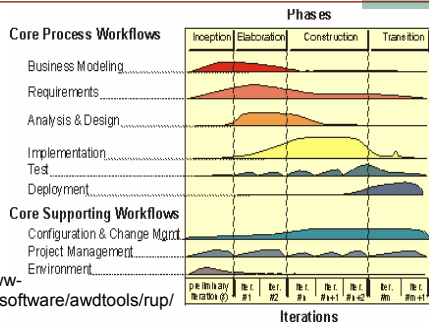 Phases
Core Process Workflows
Inception Elaboration Construction Transition
Business Modeling
Requirements
Analysis & Design
Implementation
Test
Deployment
Core Supporting Workflows
Configuration & Change Mgmt
Project Management
Environment
w-
software/awdtools/rup/
preliminary iteration(s)
Iter. #1
Iter. #2
Iter. #n
Iter. #n+1
Iter. #n+2
Iter. #m
Iter. #m+1
Iterations